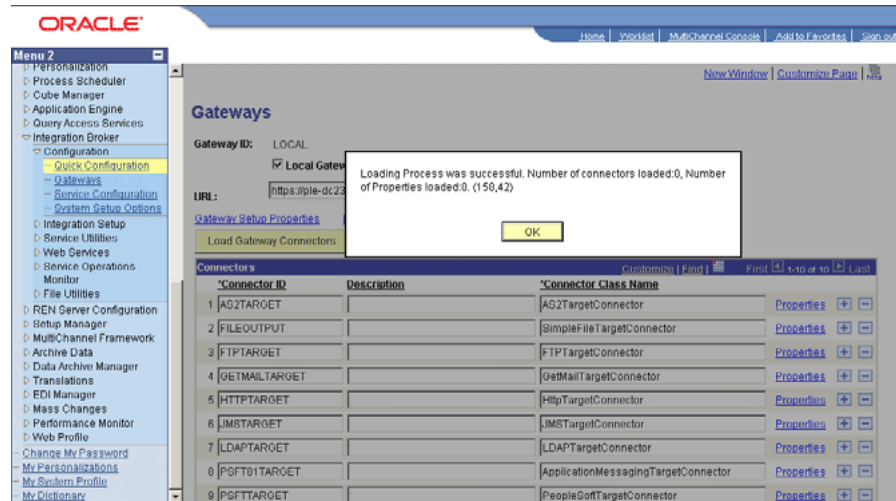 ORACLE
Home | Worklist | MultiChannel Console | Add to Favorites | Sign out
Menu 2
Personalization
Process Scheduler
Cube Manager
Application Engine
Query Access Services
Integration Broker
Configuration
Quick Configuration
Gateways
Service Configuration
System Setup Options
Integration Setup
Service Utilities
Web Services
Service Operations
Monitor
File Utilities
REN Server Configuration
Setup Manager
MultiChannel Framework
Archive Data
Data Archive Manager
Translations
EDI Manager
Mass Changes
Performance Monitor
Web Profile
Change My Password
My Personalizations
My System Profile
My Dictionary
New Window | Customize Page |
Gateways
Gateway ID: LOCAL
Local Gatew
URL: https://ple-dc23
Gateway Setup Properties
Load Gateway Connectors
Loading Process was successful. Number of connectors loaded:0, Number
of Properties loaded:0. (158,42)
OK
Connectors Customize | Find | First 1-10 of 10 Last
*Connector ID Description *Connector Class Name
1 AS2TARGET AS2TargetConnector Properties
2 FILEOUTPUT SimpleFileTargetConnector Properties
3 FTPTARGET FTPTargetConnector Properties
4 GETMAILTARGET GetMailTargetConnector Properties
5 HTTPTARGET HttpTargetConnector Properties
6 JMSTARGET JMSTargetConnector Properties
7 LDAPTARGET LDAPTargetConnector Properties
8 PSFT81TARGET ApplicationMessagingTargetConnector Properties
9 PSFTTARGET PeopleSoftTargetConnector Properties